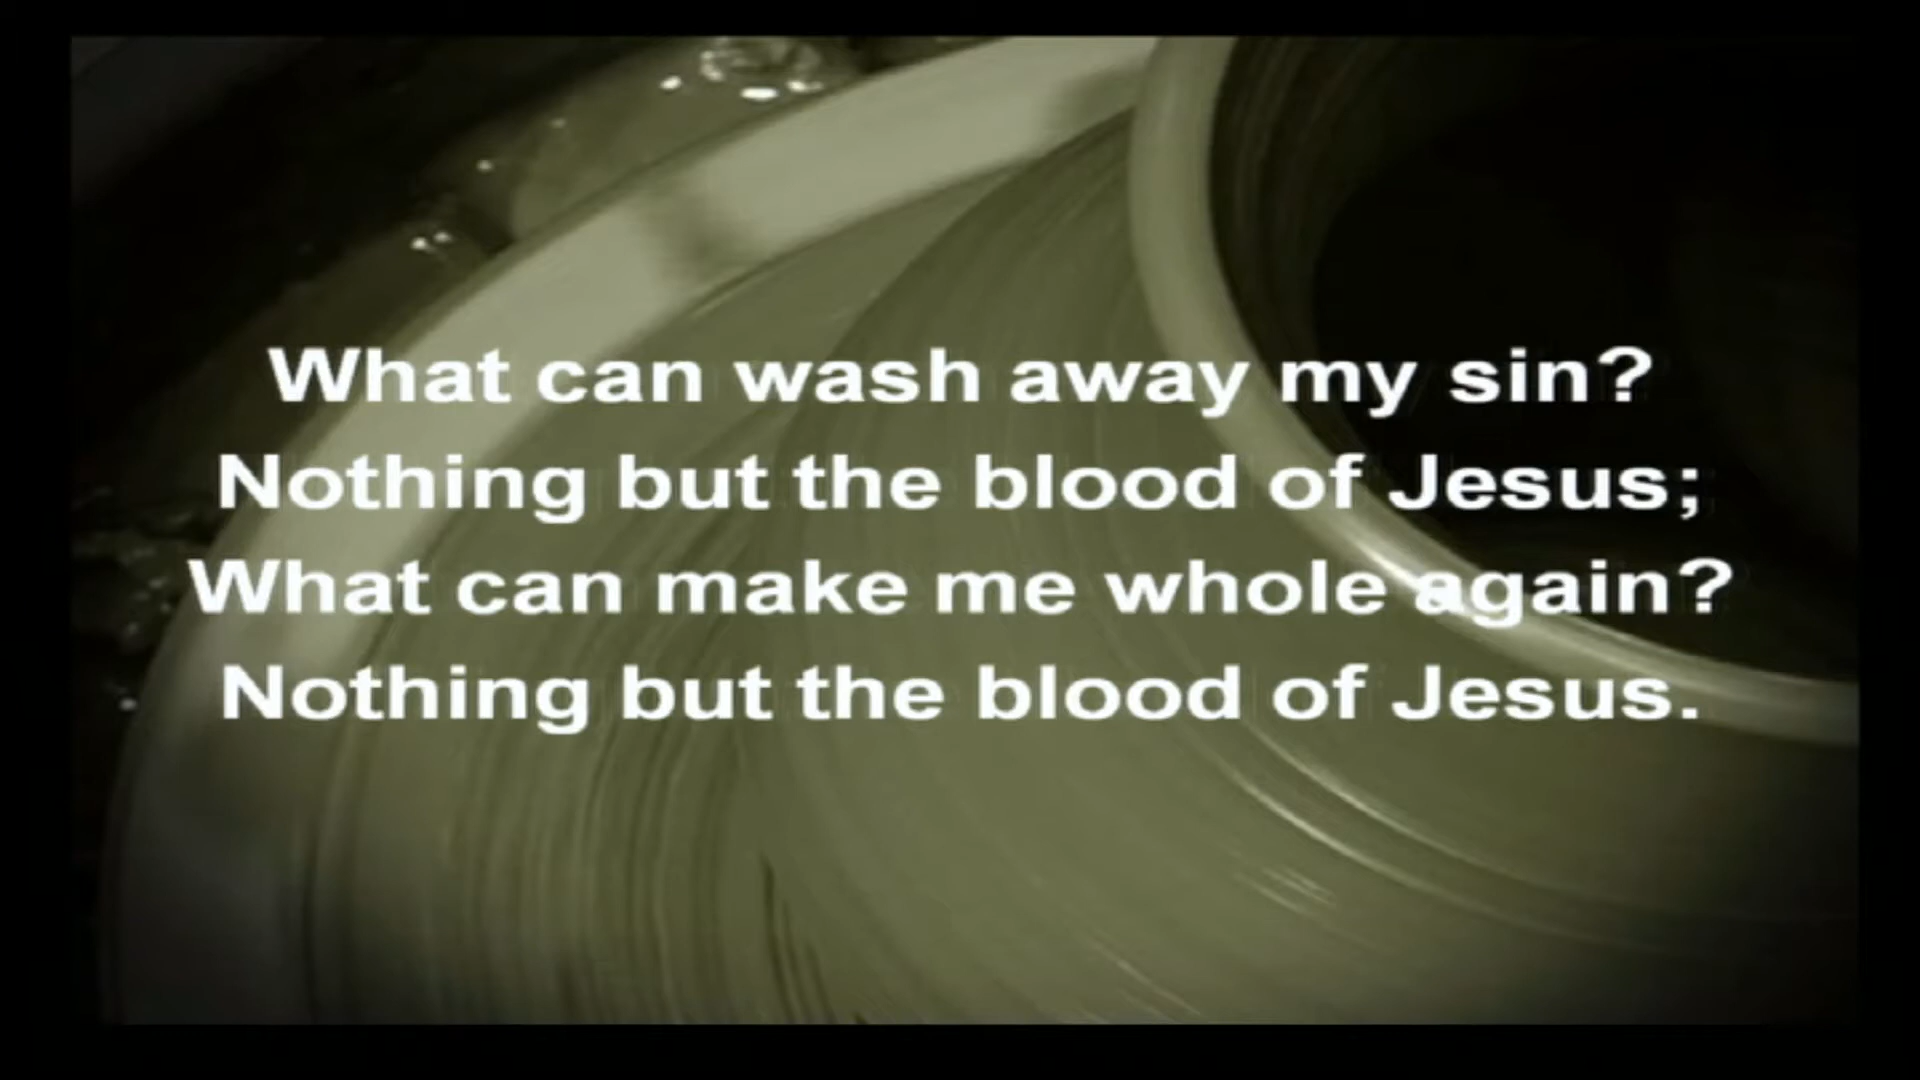 What can wash away my sin?
Nothing but the blood of Jesus;
What can make me whole again?
Nothing but the blood of Jesus.